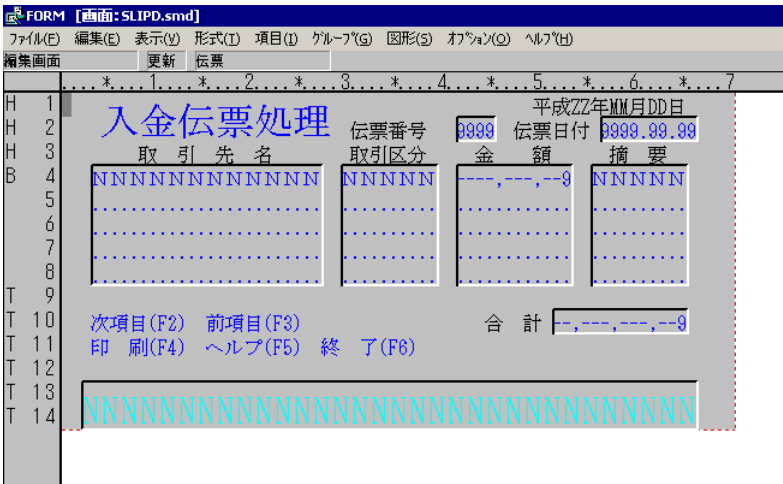 FORM [画面:SLIPD.smd]
ファイル(F) 編集(E) 表示(V) 形式(T) 項目(I) グループ(G) 図形(S) オプション(O) ヘルプ(H)
編集画面 更新 伝票
....*....1....*....2....*....3....*....4....*....5....*....6....*....7
H 1 平成ZZ年MM月DD日
H 2 入金伝票処理 伝票番号 9999 伝票日付 9999.99.99
H 3 取 引 先 名 取引区分 金 額 摘 要
B 4 NNNNNNNNNNNN NNNNN ----,---,--9 NNNNN
5
6
7
8
T 9
T 10 次項目(F2) 前項目(F3) 合 計 --,---,---,--9
T 11 印 刷(F4) ヘルプ(F5) 終 了(F6)
T 12
T 13
T 14 NNNNNNNNNNNNNNNNNNNNNNNNNN